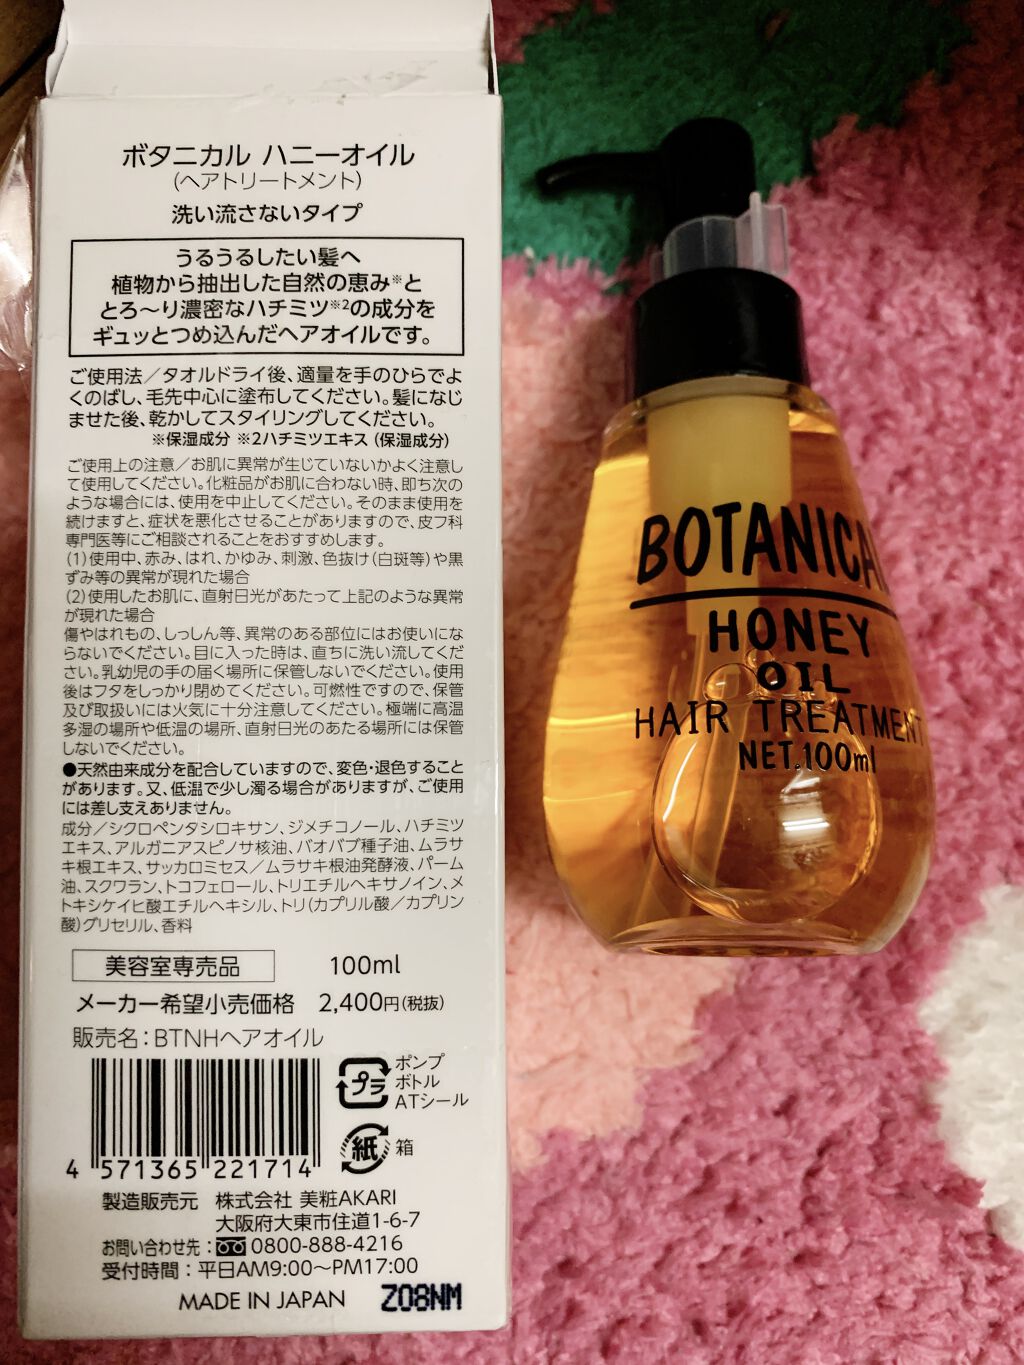 ボタニカル ハニーオイル
(ヘアトリートメント)
洗い流さないタイプ
うるうるしたい髪へ
植物から抽出した自然の恵み※と
とろ～り濃密なハチミツ※2の成分を
ギュッとつめ込んだヘアオイルです。
ご使用法／タオルドライ後、適量を手のひらでよ
くのばし、毛先中心に塗布してください。髪になじ
ませた後、乾かしてスタイリングしてください。
※保湿成分 ※2ハチミツエキス(保湿成分)
ご使用上の注意／お肌に異常が生じていないかよく注意し
て使用してください。化粧品がお肌に合わない時、即ち次の
ような場合には、使用を中止してください。そのまま使用を
続けますと、症状を悪化させることがありますので、皮フ科
専門医等にご相談されることをおすすめします。
(1)使用中、赤み、はれ、かゆみ、刺激、色抜け(白斑等)や黒
ずみ等の異常が現れた場合
(2)使用したお肌に、直射日光があたって上記のような異常
が現れた場合
傷やはれもの、しっしん等、異常のある部位にはお使いにな
らないでください。目に入った時は、直ちに洗い流してくだ
さい。乳幼児の手の届く場所に保管しないでください。使用
後はフタをしっかり閉めてください。可燃性ですので、保管
及び取扱いには火気に十分注意してください。極端に高温
多湿の場所や低温の場所、直射日光のあたる場所には保管
しないでください。
●天然由来成分を配合していますので、変色・退色すること
があります。又、低温で少し濁る場合がありますが、ご使用
には差し支えありません。
成分／シクロペンタシロキサン、ジメチコノール、ハチミツ
エキス、アルガニアスピノサ核油、バオバブ種子油、ムラサ
キ根エキス、サッカロミセス／ムラサキ根油発酵液、パーム
油、スクワラン、トコフェロール、トリエチルヘキサノイン、メ
トキシケイヒ酸エチルヘキシル、トリ(カプリル酸／カプリン
酸)グリセリル、香料
美容室専売品 100ml
メーカー希望小売価格 2,400円(税抜)
販売名：BTNHヘアオイル
プラ
ポンプ
ボトル
ATシール
紙 箱
4 571365 221714
製造販売元 株式会社 美粧AKARI
大阪府大東市住道1-6-7
お問い合わせ先： 0800-888-4216
受付時間：平日AM9:00～PM17:00
MADE IN JAPAN Z08NM
BOTANICAL
HONEY
OIL
HAIR TREATMENT
NET.100ml